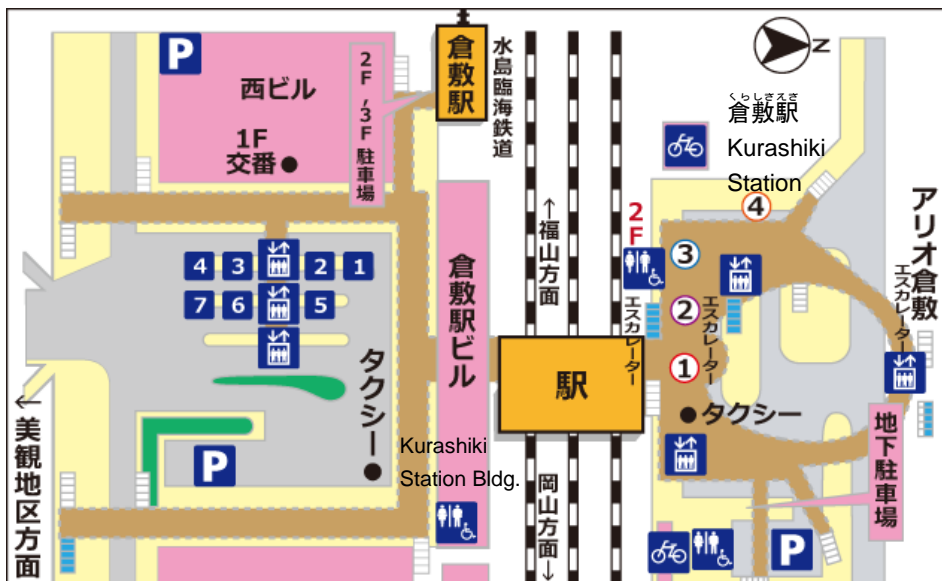 P
西ビル
1F
交番
2F,3F駐車場
倉敷駅
水島臨海鉄道
N
くらしきえき
倉敷駅
Kurashiki
Station
←福山方面
2F
4
3
2
1
7
6
5
倉敷駅ビル
Kurashiki
Station Bldg.
タクシー
P
駅
エスカレーター
エスカレーター
④
③
②
①
タクシー
アリオ倉敷
エスカレーター
地下駐車場
P
岡山方面→
←美観地区方面